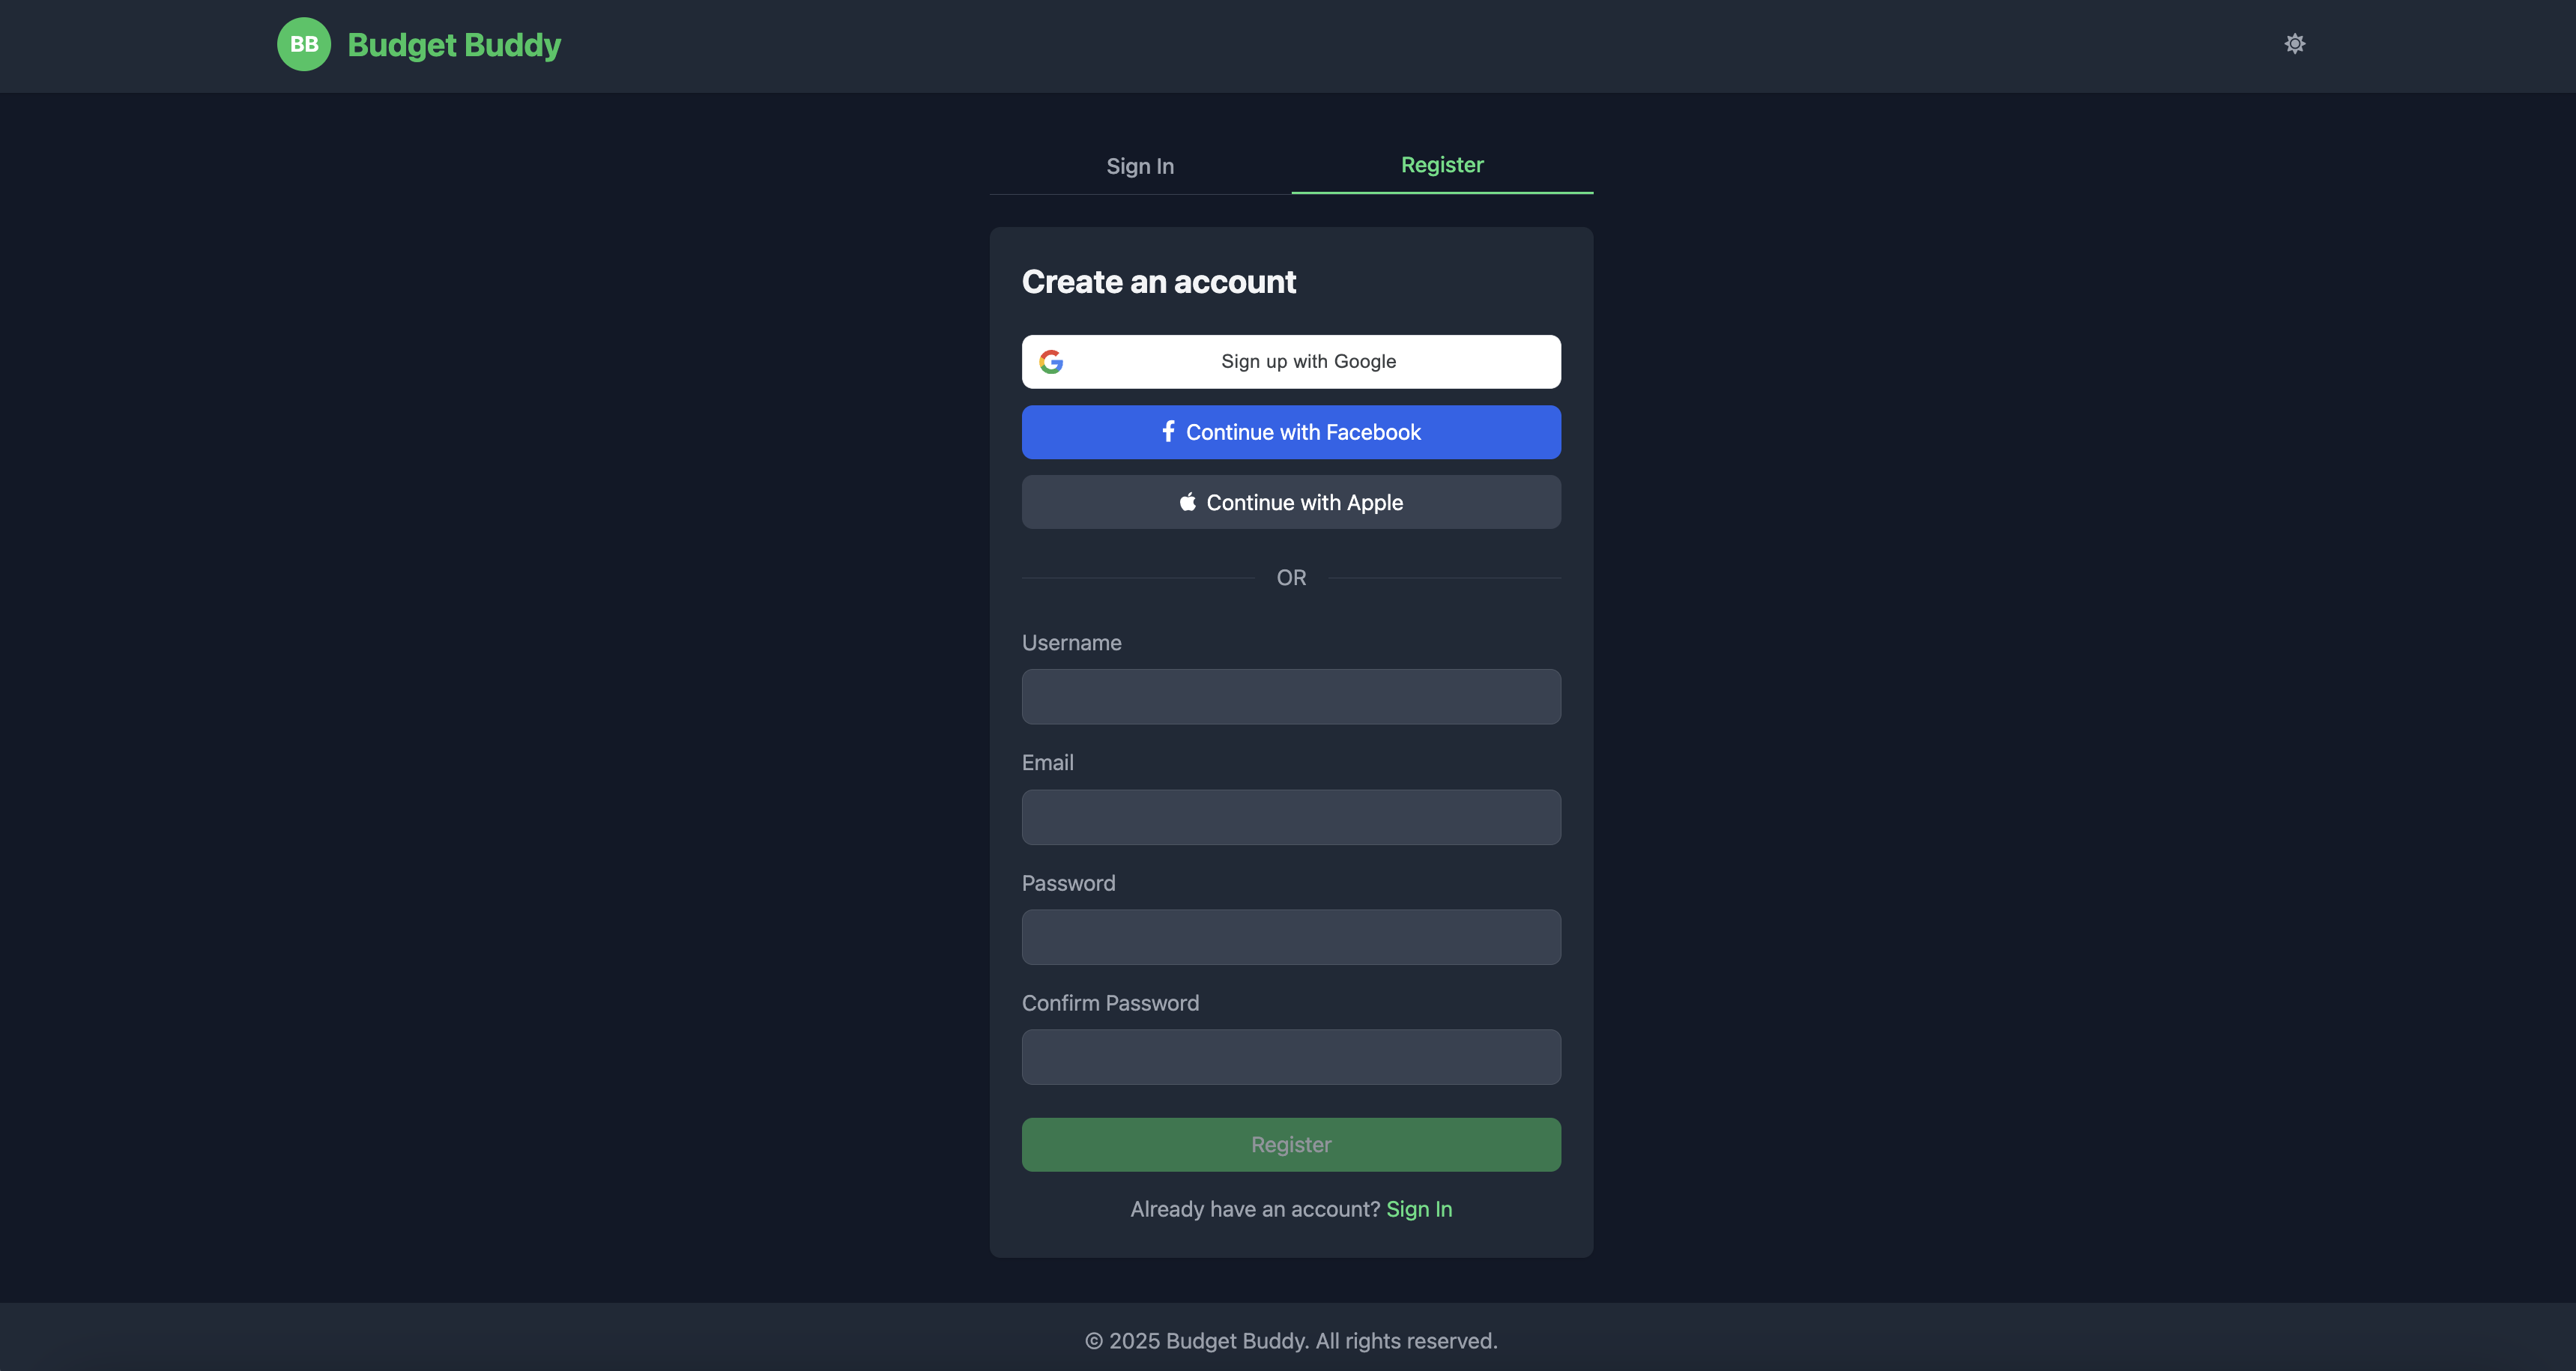 BB Budget Buddy
Sign In Register
Create an account
Sign up with Google
Continue with Facebook
Continue with Apple
OR
Username
Email
Password
Confirm Password
Register
Already have an account? Sign In
© 2025 Budget Buddy. All rights reserved.